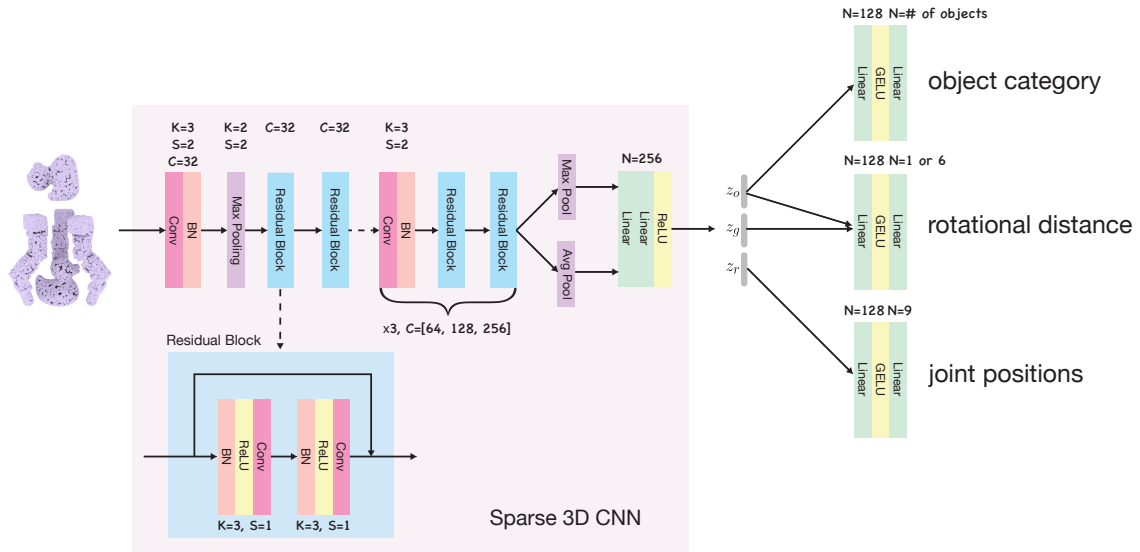 N=128 N=# of objects
Linear
GELU
Linear
object category
K=3
S=2
C=32
K=2
S=2
C=32
C=32
K=3
S=2
N=256
Conv
BN
Max Pooling
Residual Block
Residual Block
Conv
BN
Residual Block
Residual Block
Max Pool
Avg Pool
Linear
Linear
ReLU
x3, C=[64, 128, 256]
z_o
z_g
z_r
N=128 N=1 or 6
Linear
GELU
Linear
rotational distance
N=128 N=9
Linear
GELU
Linear
joint positions
Residual Block
BN
ReLU
Conv
BN
ReLU
Conv
K=3, S=1
K=3, S=1
Sparse 3D CNN